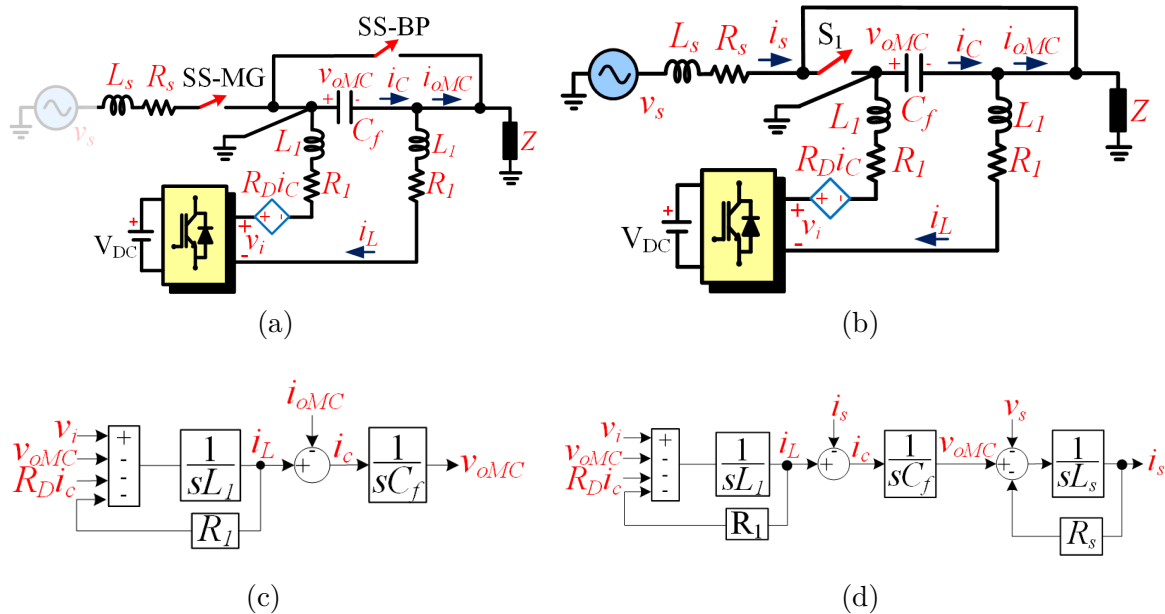 SS-BP
L_s R_s SS-MG
v_oMC i_C i_oMC
+ -
v_s
L_1 C_f L_1 Z
R_D i_C R_1 R_1
+ -
+ + v_i
V_DC
- i_L
(a)
i_s S_1 v_oMC i_C i_oMC
L_s R_s
+ -
v_s
L_1 C_f L_1 Z
R_D i_C R_1 R_1
+ -
+ + v_i
V_DC
- i_L
(b)
i_oMC
v_i + 1/sL_1 i_L - + i_c 1/sC_f v_oMC
v_oMC -
R_D i_c -
-
R_1
(c)
i_s v_s
v_i + 1/sL_1 i_L - + i_c 1/sC_f v_oMC - - 1/sL_s i_s
v_oMC -
R_D i_c -
-
R_1 R_s
(d)